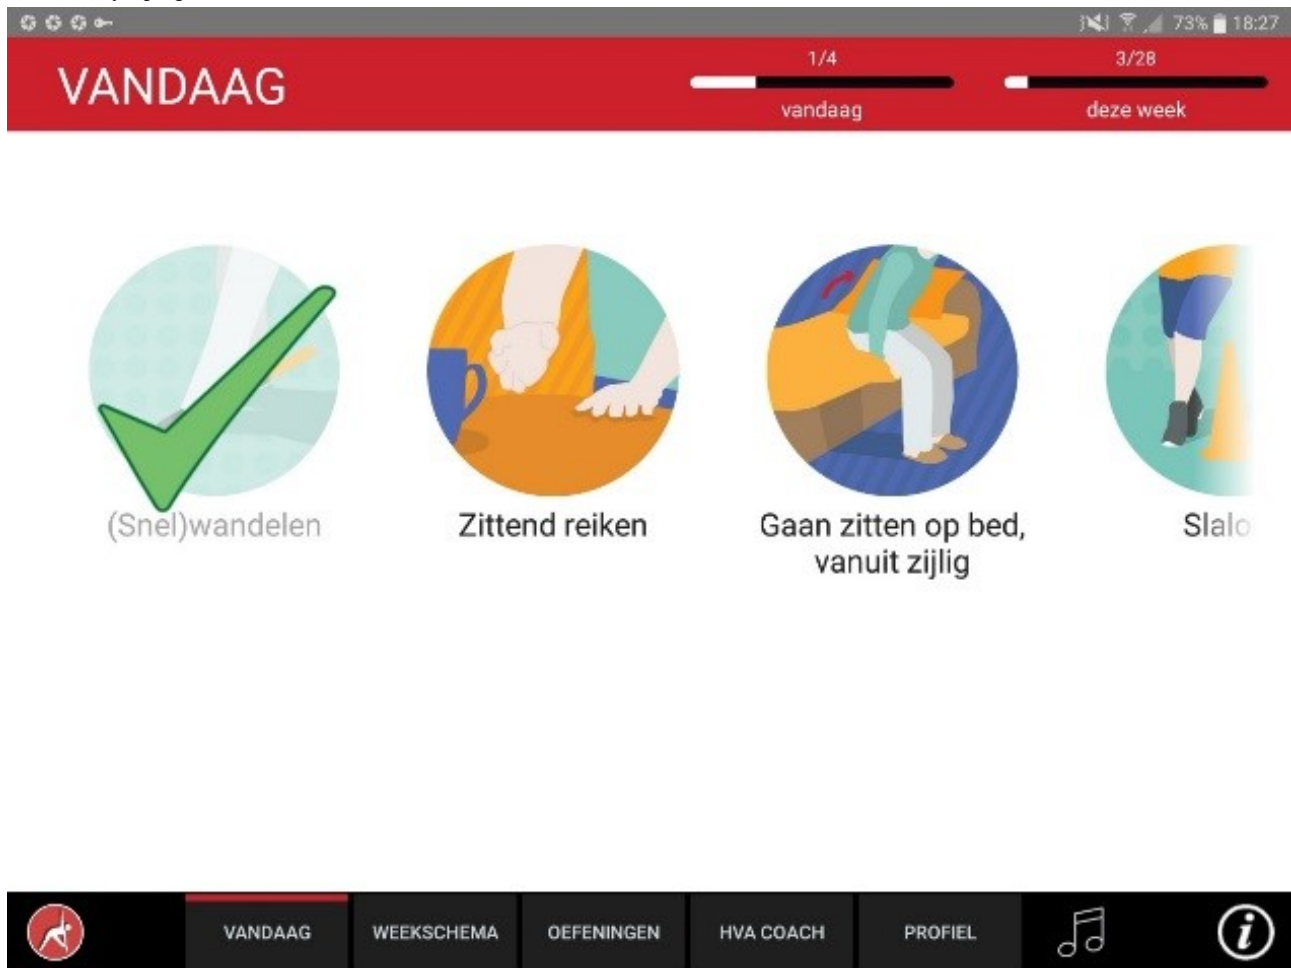 73% 18:27
VANDAAG
1/4
vandaag
3/28
deze week
(Snel)wandelen
Zittend reiken
Gaan zitten op bed,
vanuit zijlig
Slalo
VANDAAG
WEEKSCHEMA
OEFENINGEN
HVA COACH
PROFIEL
i